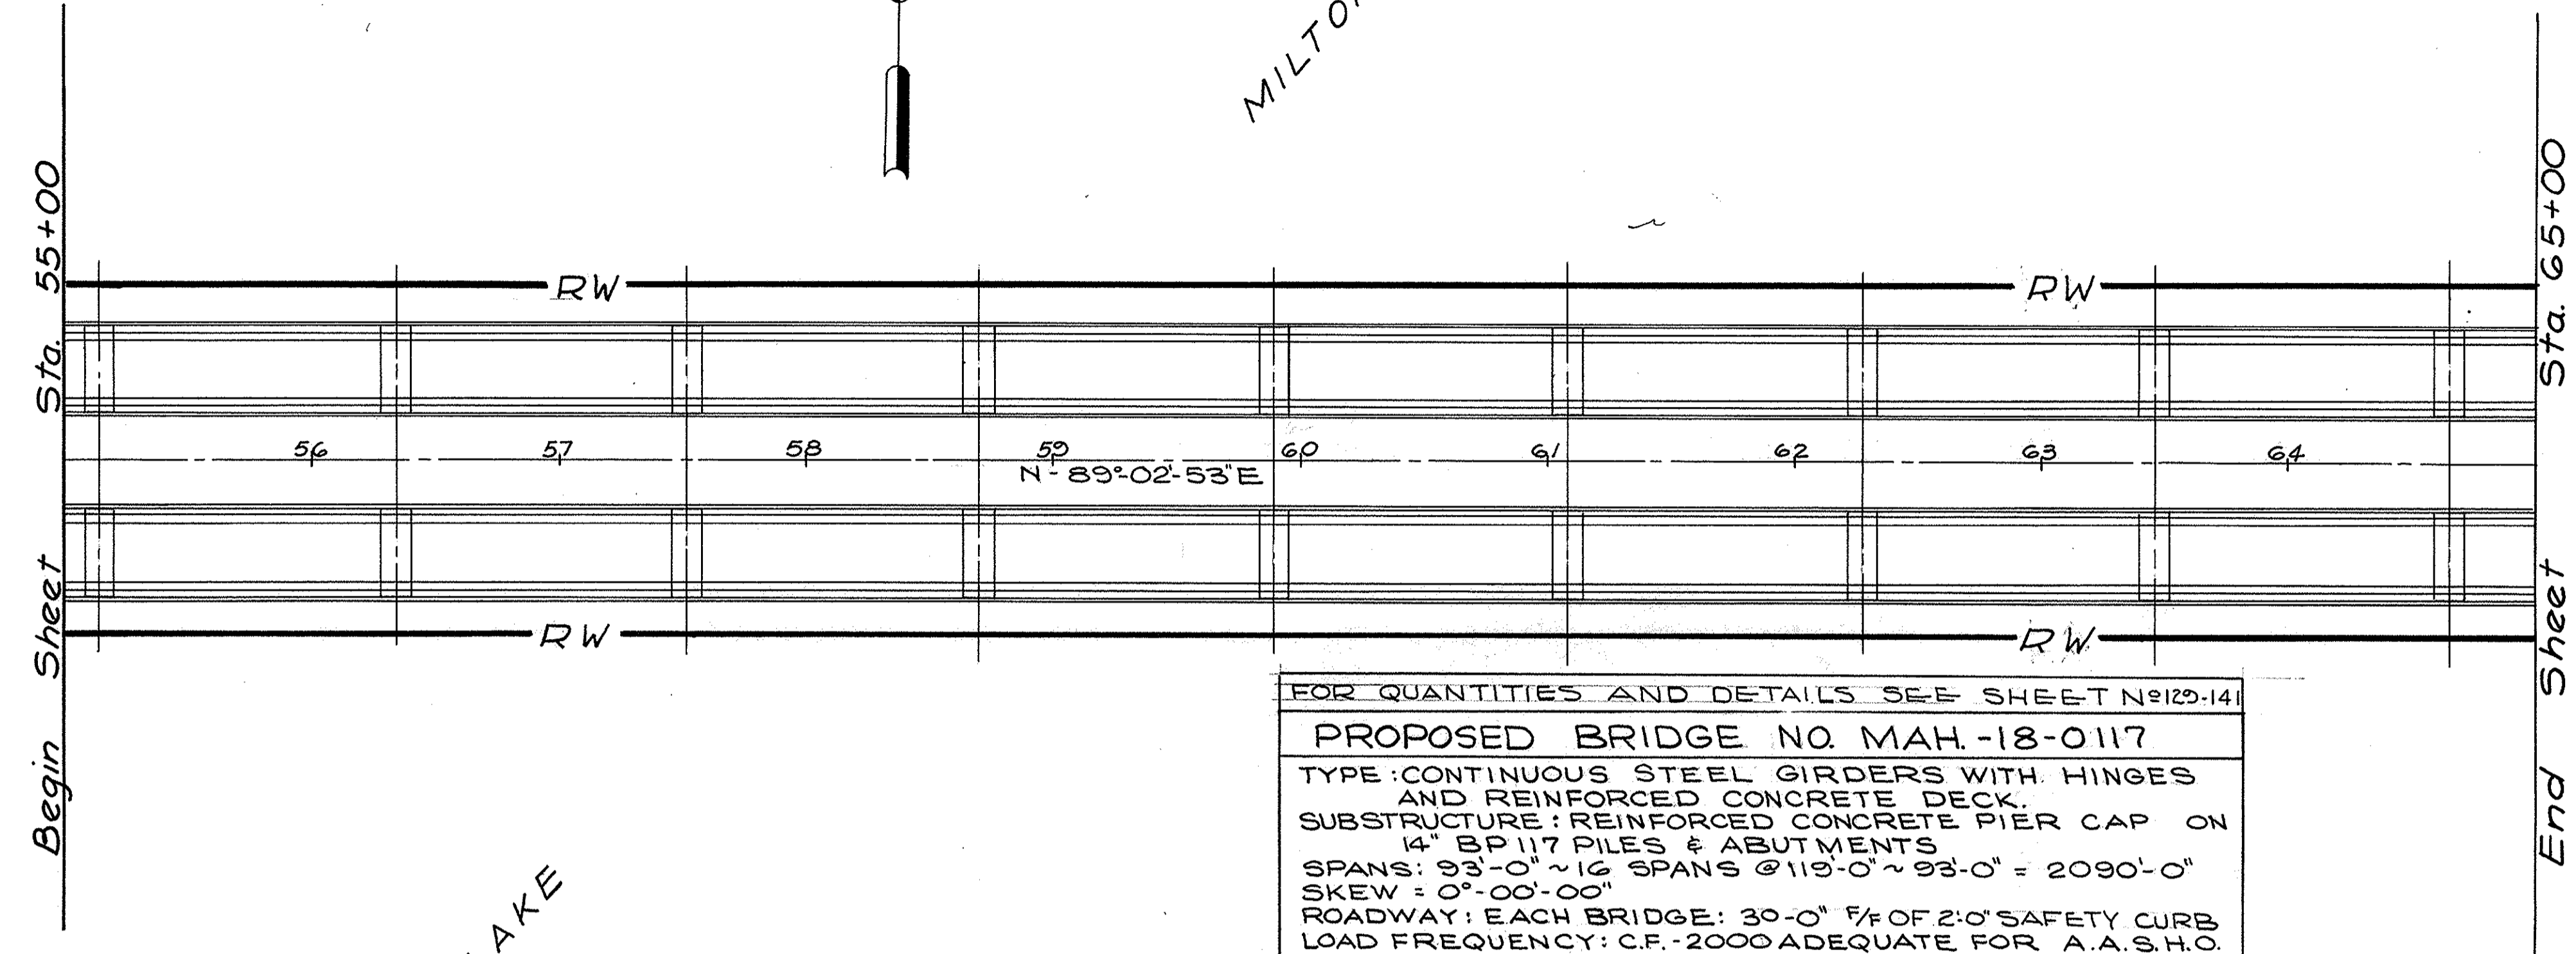 MILTO
Begin Sheet Sta. 55+00
End Sheet Sta. 65+00
RW RW
56 57 58 59 60 61 62 63 64
N-89°-02'-53"E
RW RW
FOR QUANTITIES AND DETAILS SEE SHEET Nº129-141
PROPOSED BRIDGE NO. MAH.-18-0117
TYPE: CONTINUOUS STEEL GIRDERS WITH HINGES
AND REINFORCED CONCRETE DECK.
SUBSTRUCTURE: REINFORCED CONCRETE PIER CAP ON
14" BP 117 PILES & ABUTMENTS
SPANS: 93'-0" ~ 16 SPANS @ 119'-0" ~ 93'-0" = 2090'-0"
SKEW = 0°-00'-00"
ROADWAY: EACH BRIDGE: 30'-0" F/F OF 2'-0" SAFETY CURB
LOAD FREQUENCY: C.F.-2000 ADEQUATE FOR A.A.S.H.O.
AKE